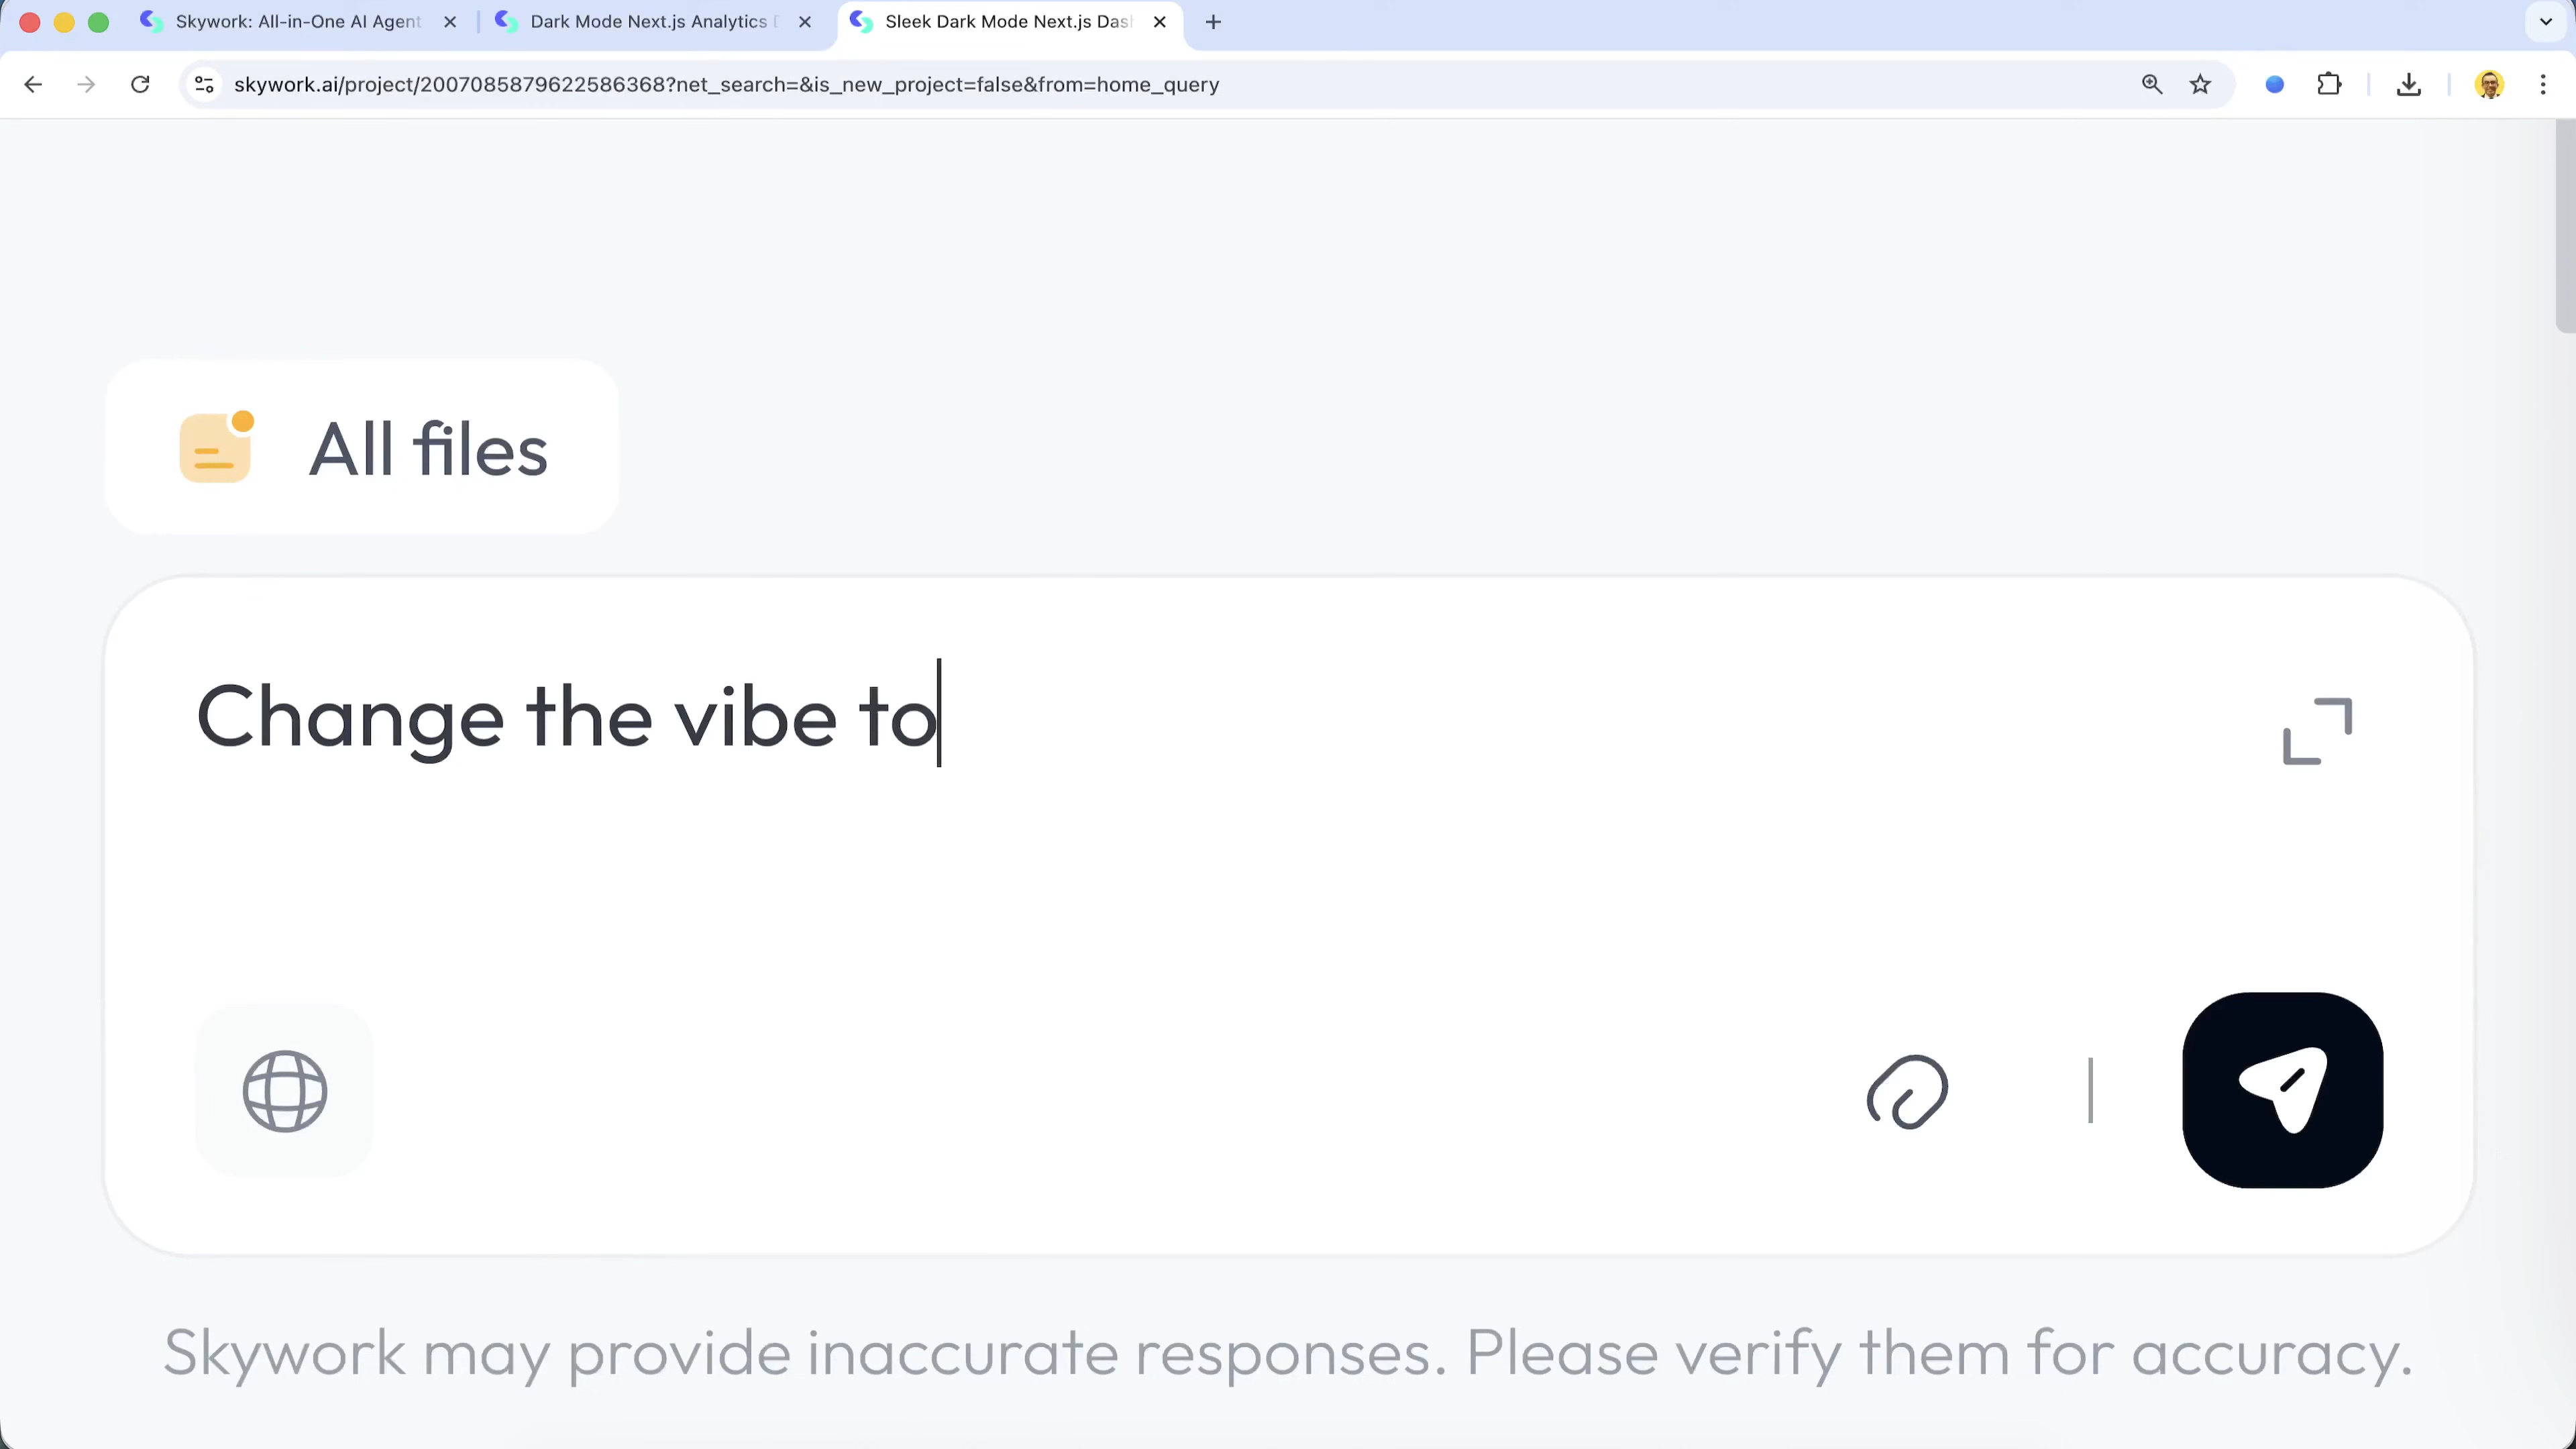 Skywork: All-in-One AI Agent
Dark Mode Next.js Analytics
Sleek Dark Mode Next.js Das
skywork.ai/project/2007085879622586368?net_search=&is_new_project=false&from=home_query
All files
Change the vibe to
Skywork may provide inaccurate responses. Please verify them for accuracy.